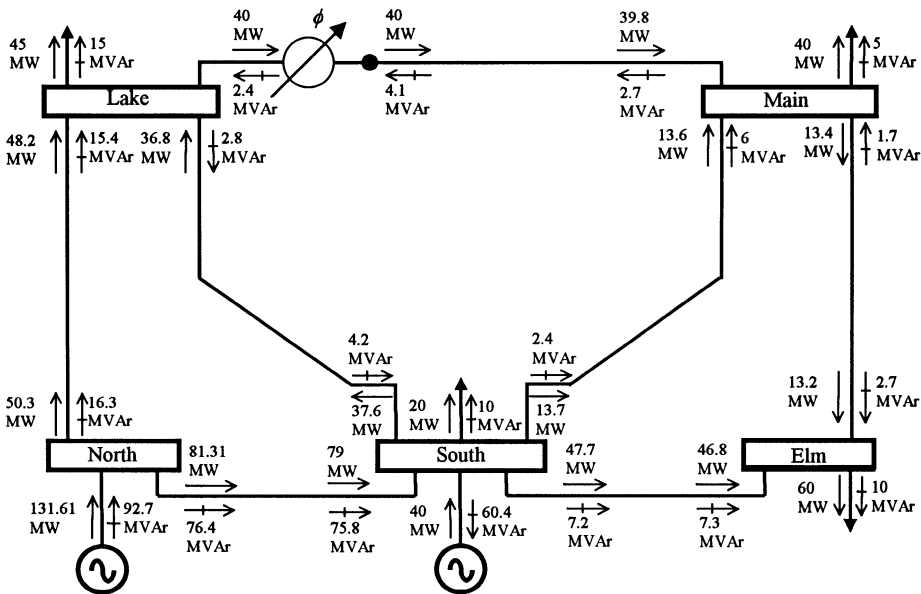 45
MW
15
MVAr
40
MW
ϕ
40
MW
39.8
MW
40
MW
5
MVAr
2.4
MVAr
4.1
MVAr
2.7
MVAr
Lake
Main
48.2
MW
15.4
MVAr
36.8
MW
2.8
MVAr
13.6
MW
6
MVAr
13.4
MW
1.7
MVAr
4.2
MVAr
2.4
MVAr
37.6
MW
20
MW
10
MVAr
13.7
MW
13.2
MW
2.7
MVAr
50.3
MW
16.3
MVAr
North
South
Elm
81.31
MW
79
MW
47.7
MW
46.8
MW
131.61
MW
92.7
MVAr
76.4
MVAr
75.8
MVAr
40
MW
60.4
MVAr
7.2
MVAr
7.3
MVAr
60
MW
10
MVAr